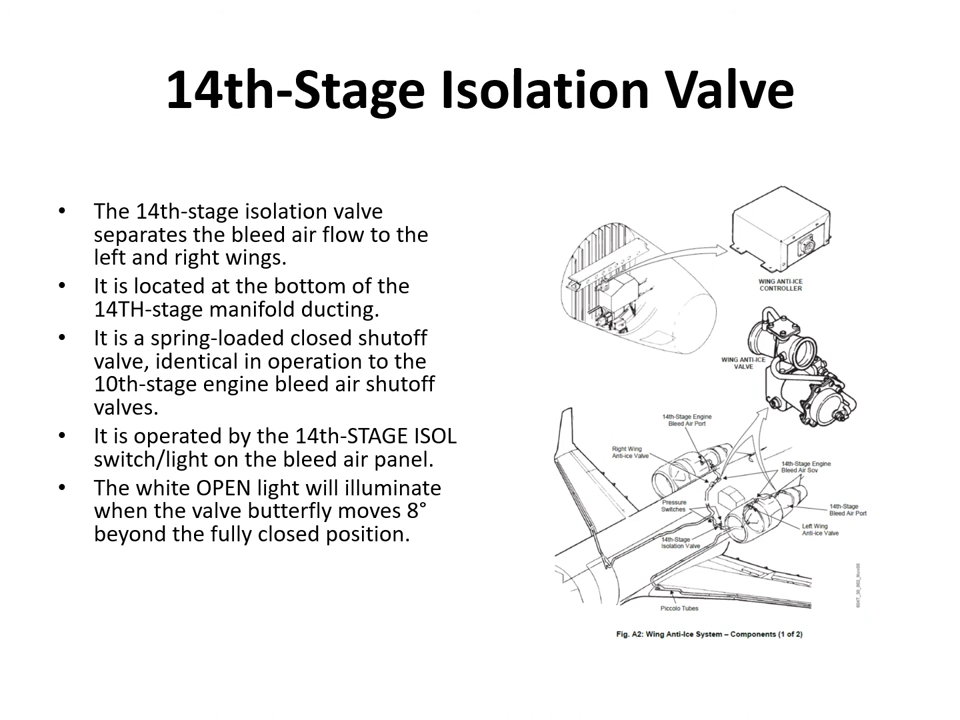 14th-Stage Isolation Valve
• The 14th-stage isolation valve
separates the bleed air flow to the
left and right wings.
• It is located at the bottom of the
14TH-stage manifold ducting.
• It is a spring-loaded closed shutoff
valve, identical in operation to the
10th-stage engine bleed air shutoff
valves.
• It is operated by the 14th-STAGE ISOL
switch/light on the bleed air panel.
• The white OPEN light will illuminate
when the valve butterfly moves 8°
beyond the fully closed position.
WING ANTI-ICE
CONTROLLER
WING ANTI-ICE
VALVE
14th-Stage Engine
Bleed Air Port
Right Wing
Anti-ice Valve
14th-Stage Engine
Bleed Air Sov
Pressure
Switches
14th-Stage
Bleed Air Port
Left Wing
Anti-ice Valve
14th-Stage
Isolation Valve
Piccolo Tubes
Fig. A2: Wing Anti-Ice System – Components (1 of 2)